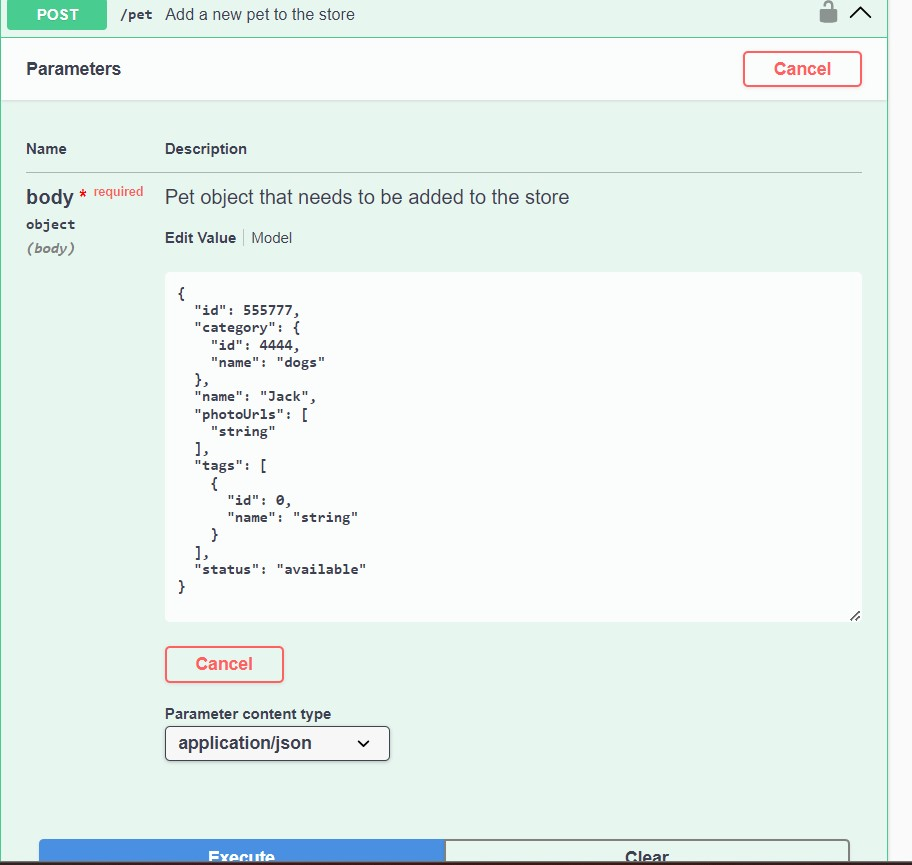 POST /pet Add a new pet to the store
Parameters Cancel
Name Description
body * required Pet object that needs to be added to the store
object
(body)
Edit Value Model
{
  "id": 555777,
  "category": {
    "id": 4444,
    "name": "dogs"
  },
  "name": "Jack",
  "photoUrls": [
    "string"
  ],
  "tags": [
    {
      "id": 0,
      "name": "string"
    }
  ],
  "status": "available"
}
Cancel
Parameter content type
application/json
Execute Clear